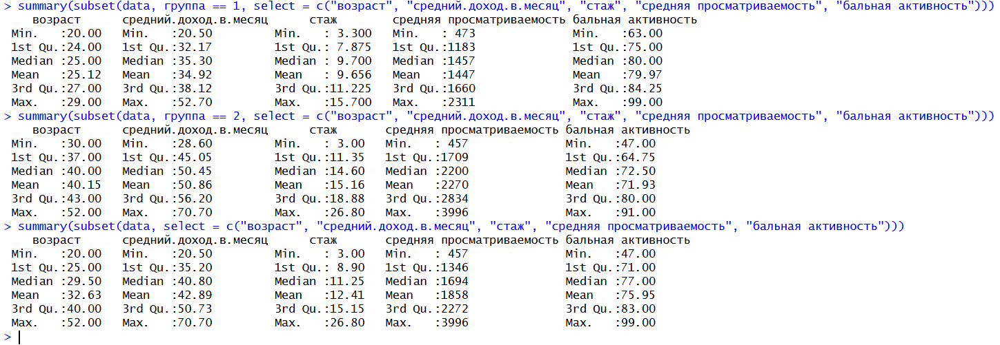 > summary(subset(data, группа == 1, select = c("возраст", "средний.доход.в.месяц", "стаж", "средняя просматриваемость", "бальная активность")))
возраст средний.доход.в.месяц стаж средняя просматриваемость бальная активность
Min. :20.00 Min. :20.50 Min. : 3.300 Min. : 473 Min. :63.00
1st Qu.:24.00 1st Qu.:32.17 1st Qu.: 7.875 1st Qu.:1183 1st Qu.:75.00
Median :25.00 Median :35.30 Median : 9.700 Median :1457 Median :80.00
Mean :25.12 Mean :34.92 Mean : 9.656 Mean :1447 Mean :79.97
3rd Qu.:27.00 3rd Qu.:38.12 3rd Qu.:11.225 3rd Qu.:1660 3rd Qu.:84.25
Max. :29.00 Max. :52.70 Max. :15.700 Max. :2311 Max. :99.00
> summary(subset(data, группа == 2, select = c("возраст", "средний.доход.в.месяц", "стаж", "средняя просматриваемость", "бальная активность")))
возраст средний.доход.в.месяц стаж средняя просматриваемость бальная активность
Min. :30.00 Min. :28.60 Min. : 3.00 Min. : 457 Min. :47.00
1st Qu.:37.00 1st Qu.:45.05 1st Qu.:11.35 1st Qu.:1709 1st Qu.:64.75
Median :40.00 Median :50.45 Median :14.60 Median :2200 Median :72.50
Mean :40.15 Mean :50.86 Mean :15.16 Mean :2270 Mean :71.93
3rd Qu.:43.00 3rd Qu.:56.20 3rd Qu.:18.88 3rd Qu.:2834 3rd Qu.:80.00
Max. :52.00 Max. :70.70 Max. :26.80 Max. :3996 Max. :91.00
> summary(subset(data, select = c("возраст", "средний.доход.в.месяц", "стаж", "средняя просматриваемость", "бальная активность")))
возраст средний.доход.в.месяц стаж средняя просматриваемость бальная активность
Min. :20.00 Min. :20.50 Min. : 3.00 Min. : 457 Min. :47.00
1st Qu.:25.00 1st Qu.:35.20 1st Qu.: 8.90 1st Qu.:1346 1st Qu.:71.00
Median :29.50 Median :40.80 Median :11.25 Median :1694 Median :77.00
Mean :32.63 Mean :42.89 Mean :12.41 Mean :1858 Mean :75.95
3rd Qu.:40.00 3rd Qu.:50.73 3rd Qu.:15.15 3rd Qu.:2272 3rd Qu.:83.00
Max. :52.00 Max. :70.70 Max. :26.80 Max. :3996 Max. :99.00
>